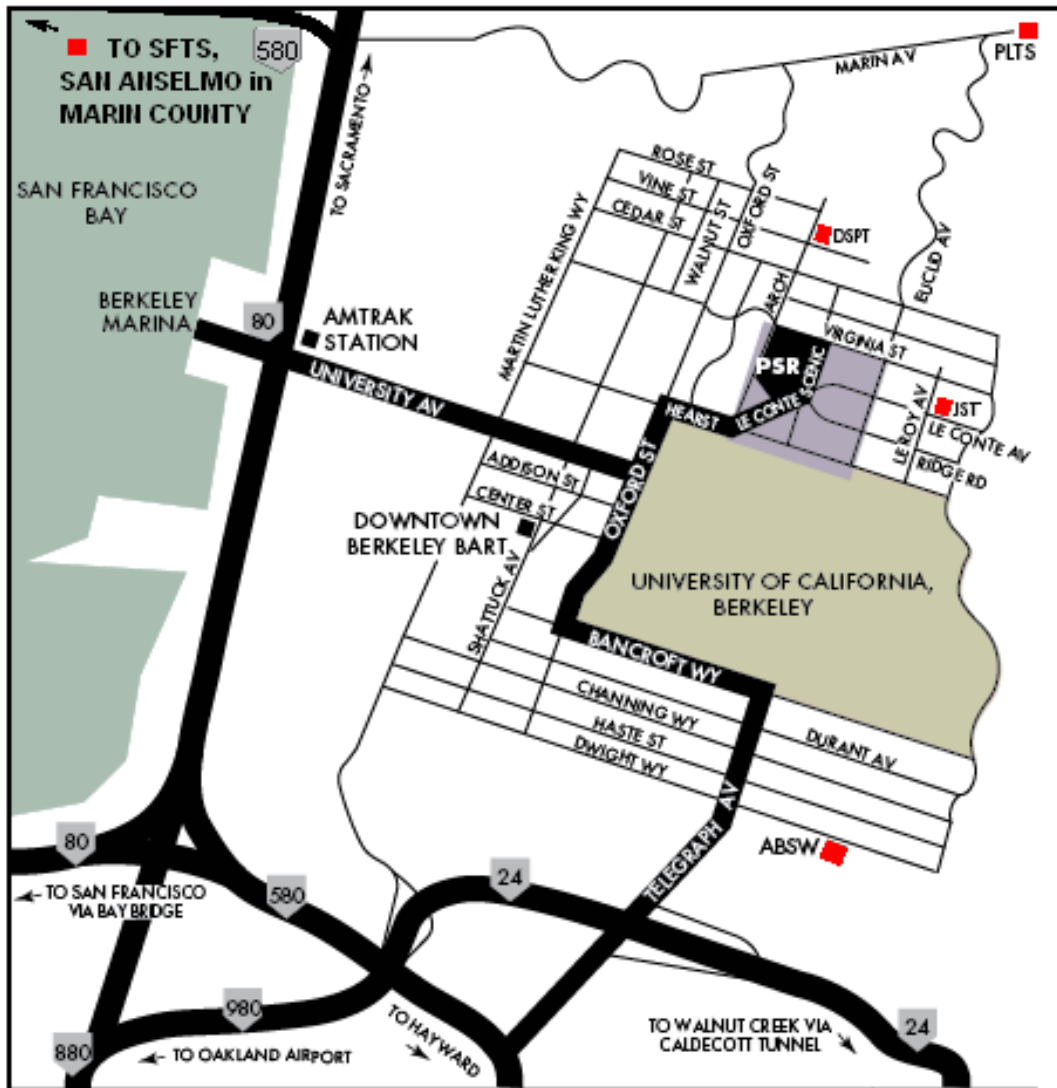 580
TO SFTS,
SAN ANSELMO in
MARIN COUNTY
PLTS
MARIN AV
TO SACRAMENTO
SAN FRANCISCO
BAY
ROSE ST
VINE ST
CEDAR ST
WALNUT ST
OXFORD ST
DSPT
EUCLID AV
MARTIN LUTHER KING WY
ARCH
BERKELEY
MARINA
80
AMTRAK
STATION
UNIVERSITY AV
VIRGINIA ST
PSR
SCENIC
LE CONTE
HEARST
LEROY AV
JST
LE CONTE AV
RIDGE RD
ADDISON ST
CENTER ST
OXFORD ST
DOWNTOWN
BERKELEY BART
SHATTUCK AV
UNIVERSITY OF CALIFORNIA,
BERKELEY
BANCROFT WY
CHANNING WY
HASTE ST
DWIGHT WY
DURANT AV
TELEGRAPH AV
ABSW
80
TO SAN FRANCISCO
VIA BAY BRIDGE
580
24
980
880
TO OAKLAND AIRPORT
TO HAYWARD
TO WALNUT CREEK VIA
CALDECOTT TUNNEL
24